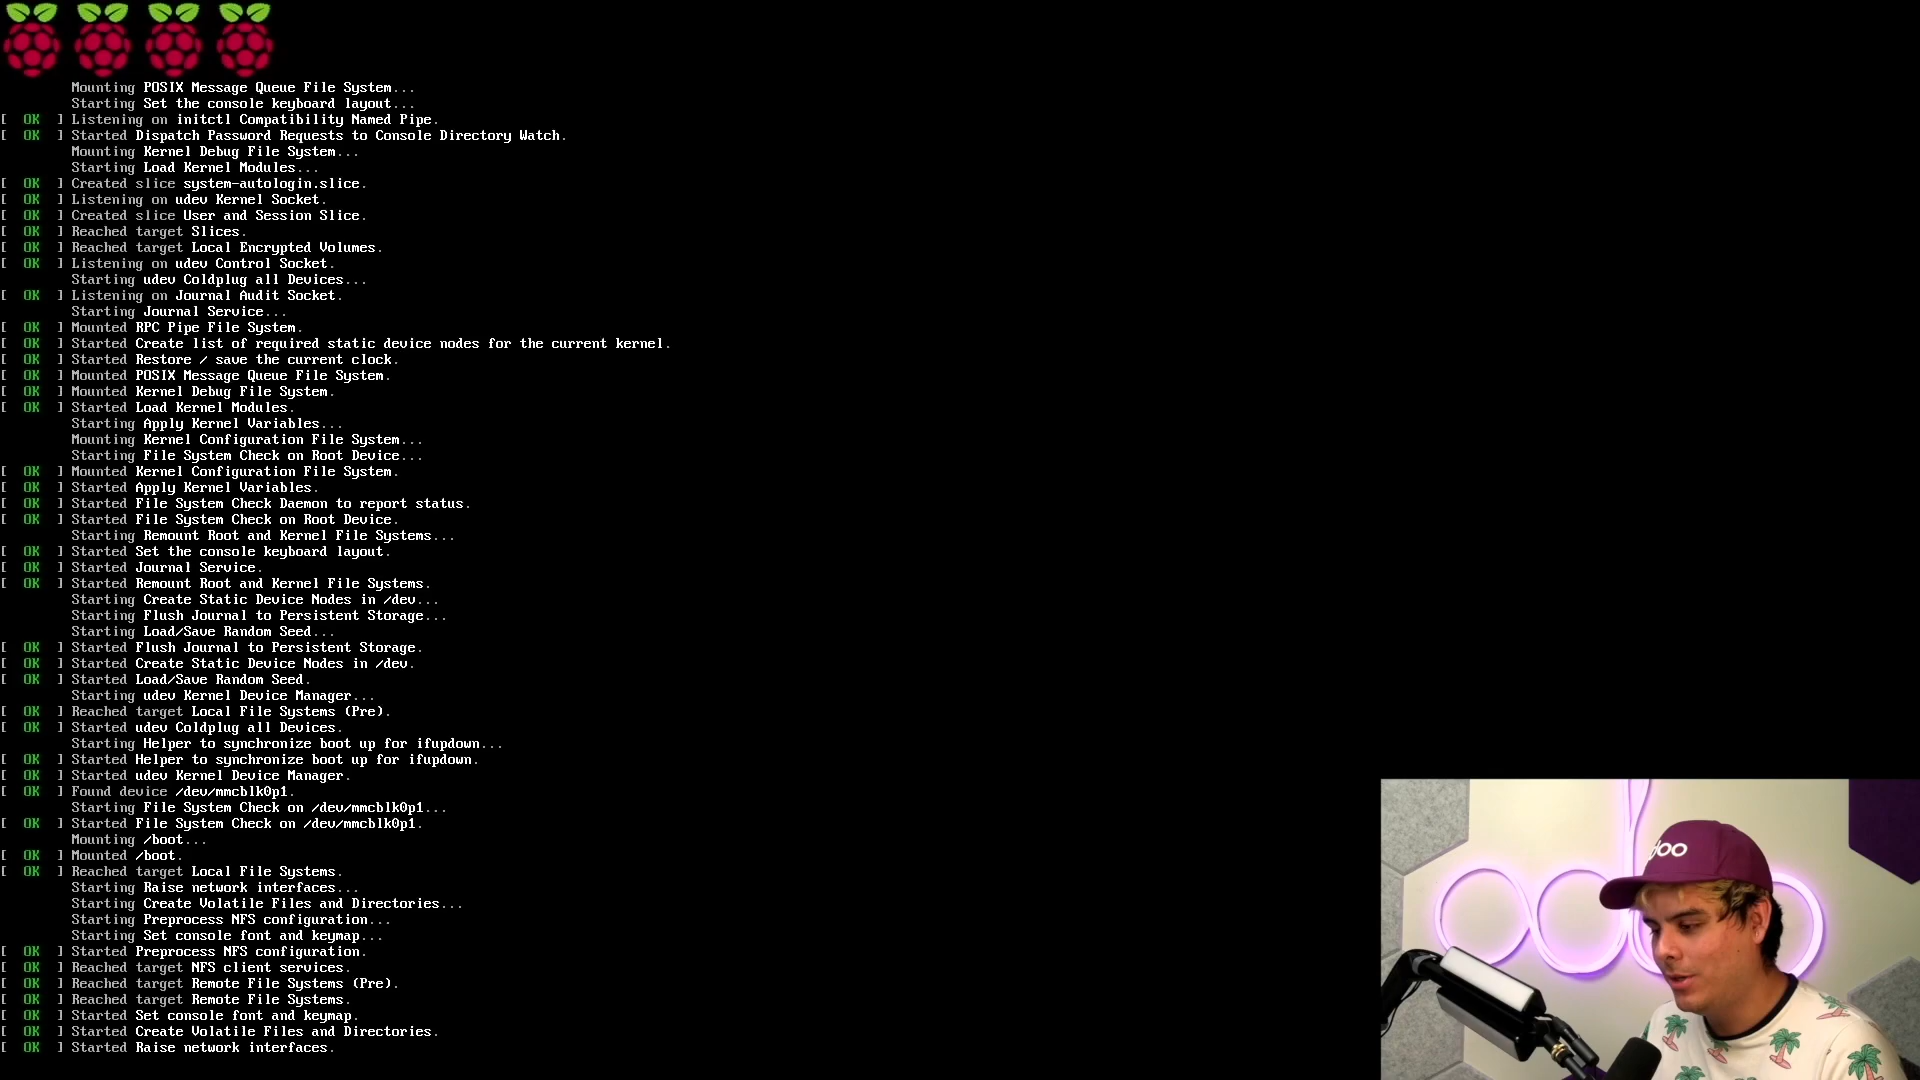 Mounting POSIX Message Queue File System...
Starting Set the console keyboard layout...
[  OK  ] Listening on initctl Compatibility Named Pipe.
[  OK  ] Started Dispatch Password Requests to Console Directory Watch.
Mounting Kernel Debug File System...
Starting Load Kernel Modules...
[  OK  ] Created slice system-autologin.slice.
[  OK  ] Listening on udev Kernel Socket.
[  OK  ] Created slice User and Session Slice.
[  OK  ] Reached target Slices.
[  OK  ] Reached target Local Encrypted Volumes.
[  OK  ] Listening on udev Control Socket.
Starting udev Coldplug all Devices...
[  OK  ] Listening on Journal Audit Socket.
Starting Journal Service...
[  OK  ] Mounted RPC Pipe File System.
[  OK  ] Started Create list of required static device nodes for the current kernel.
[  OK  ] Started Restore / save the current clock.
[  OK  ] Mounted POSIX Message Queue File System.
[  OK  ] Mounted Kernel Debug File System.
[  OK  ] Started Load Kernel Modules.
Starting Apply Kernel Variables...
Mounting Kernel Configuration File System...
Starting File System Check on Root Device...
[  OK  ] Mounted Kernel Configuration File System.
[  OK  ] Started Apply Kernel Variables.
[  OK  ] Started File System Check Daemon to report status.
[  OK  ] Started File System Check on Root Device.
Starting Remount Root and Kernel File Systems...
[  OK  ] Started Set the console keyboard layout.
[  OK  ] Started Journal Service.
[  OK  ] Started Remount Root and Kernel File Systems.
Starting Create Static Device Nodes in /dev...
Starting Flush Journal to Persistent Storage...
Starting Load/Save Random Seed...
[  OK  ] Started Flush Journal to Persistent Storage.
[  OK  ] Started Create Static Device Nodes in /dev.
[  OK  ] Started Load/Save Random Seed.
Starting udev Kernel Device Manager...
[  OK  ] Reached target Local File Systems (Pre).
[  OK  ] Started udev Coldplug all Devices.
Starting Helper to synchronize boot up for ifupdown...
[  OK  ] Started Helper to synchronize boot up for ifupdown.
[  OK  ] Started udev Kernel Device Manager.
[  OK  ] Found device /dev/mmcblk0p1.
Starting File System Check on /dev/mmcblk0p1...
[  OK  ] Started File System Check on /dev/mmcblk0p1.
Mounting /boot...
[  OK  ] Mounted /boot.
[  OK  ] Reached target Local File Systems.
Starting Raise network interfaces...
Starting Create Volatile Files and Directories...
Starting Preprocess NFS configuration...
Starting Set console font and keymap...
[  OK  ] Started Preprocess NFS configuration.
[  OK  ] Reached target NFS client services.
[  OK  ] Reached target Remote File Systems (Pre).
[  OK  ] Reached target Remote File Systems.
[  OK  ] Started Set console font and keymap.
[  OK  ] Started Create Volatile Files and Directories.
[  OK  ] Started Raise network interfaces.